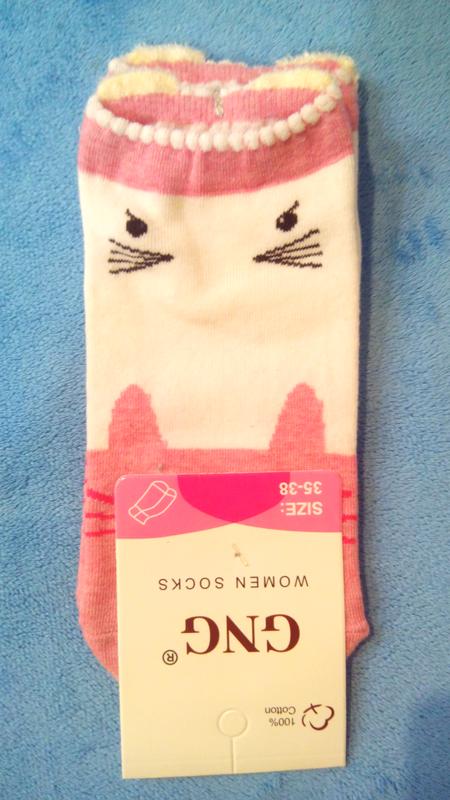 100%
Cotton
GNG®
WOMEN SOCKS
SIZE:
35-38